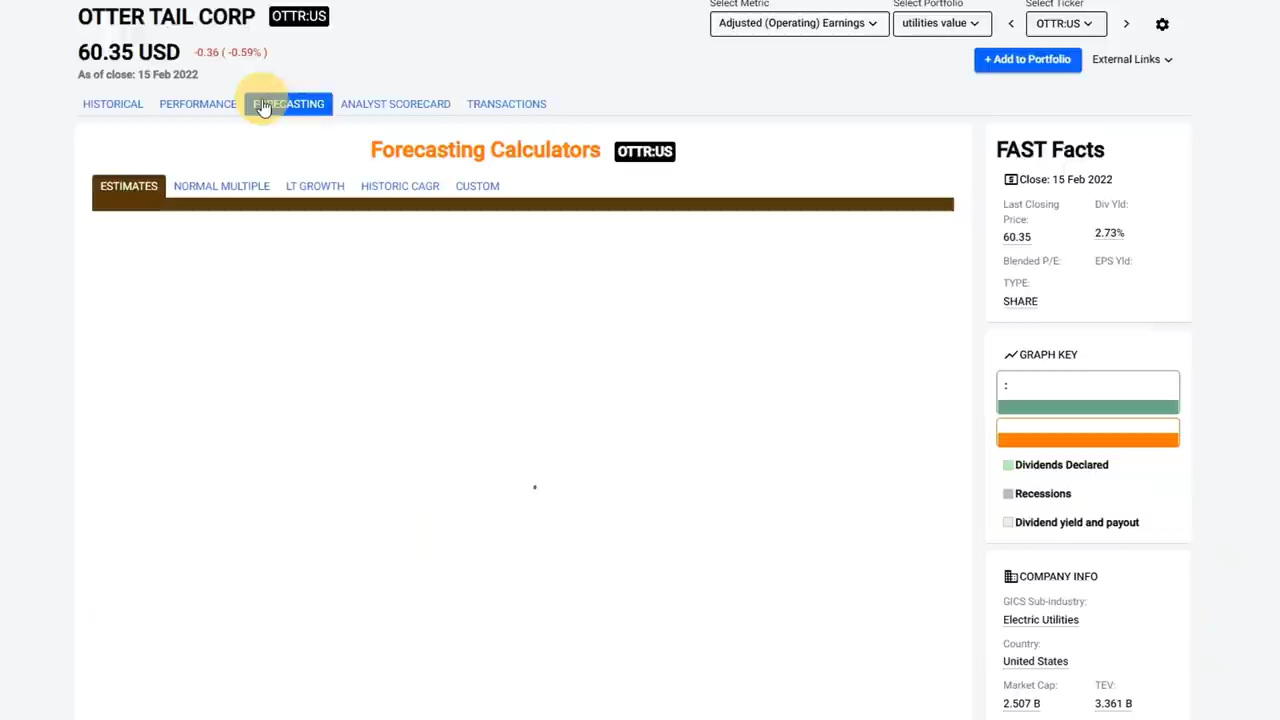 OTTER TAIL CORP OTTR:US
Select Metric Select Portfolio Select Ticker
Adjusted (Operating) Earnings utilities value OTTR:US
60.35 USD -0.36 ( -0.59% )
+ Add to Portfolio External Links
As of close: 15 Feb 2022
HISTORICAL PERFORMANCE FORECASTING ANALYST SCORECARD TRANSACTIONS
Forecasting Calculators OTTR:US
ESTIMATES NORMAL MULTIPLE LT GROWTH HISTORIC CAGR CUSTOM
FAST Facts
Close: 15 Feb 2022
Last Closing Price: Div Yld:
60.35 2.73%
Blended P/E: EPS Yld:
TYPE:
SHARE
GRAPH KEY
:
Dividends Declared
Recessions
Dividend yield and payout
COMPANY INFO
GICS Sub-industry:
Electric Utilities
Country:
United States
Market Cap: TEV:
2.507 B 3.361 B